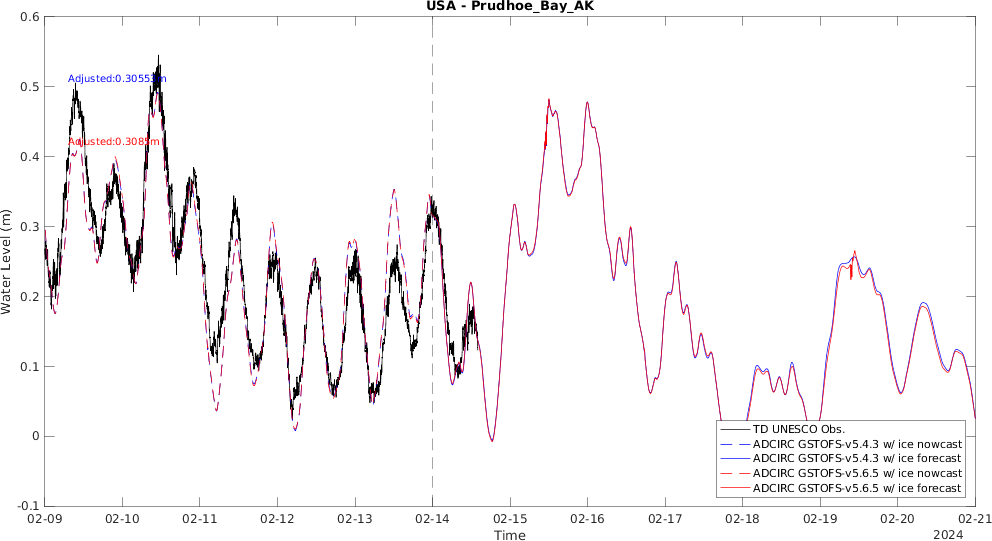 USA - Prudhoe_Bay_AK
0.6
0.5
0.4
0.3
0.2
0.1
0
-0.1
Water Level (m)
Adjusted:0.30553m
Adjusted:0.3085m
TD UNESCO Obs.
ADCIRC GSTOFS-v5.4.3 w/ ice nowcast
ADCIRC GSTOFS-v5.4.3 w/ ice forecast
ADCIRC GSTOFS-v5.6.5 w/ ice nowcast
ADCIRC GSTOFS-v5.6.5 w/ ice forecast
02-09 02-10 02-11 02-12 02-13 02-14 02-15 02-16 02-17 02-18 02-19 02-20 02-21
Time
2024